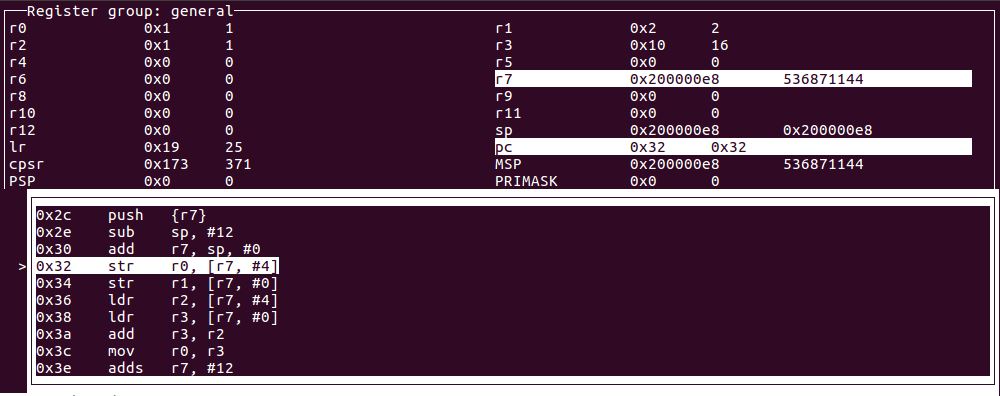 Register group: general
r0 0x1 1 r1 0x2 2
r2 0x1 1 r3 0x10 16
r4 0x0 0 r5 0x0 0
r6 0x0 0 r7 0x200000e8 536871144
r8 0x0 0 r9 0x0 0
r10 0x0 0 r11 0x0 0
r12 0x0 0 sp 0x200000e8 0x200000e8
lr 0x19 25 pc 0x32 0x32
cpsr 0x173 371 MSP 0x200000e8 536871144
PSP 0x0 0 PRIMASK 0x0 0
0x2c push {r7}
0x2e sub sp, #12
0x30 add r7, sp, #0
> 0x32 str r0, [r7, #4]
0x34 str r1, [r7, #0]
0x36 ldr r2, [r7, #4]
0x38 ldr r3, [r7, #0]
0x3a add r3, r2
0x3c mov r0, r3
0x3e adds r7, #12